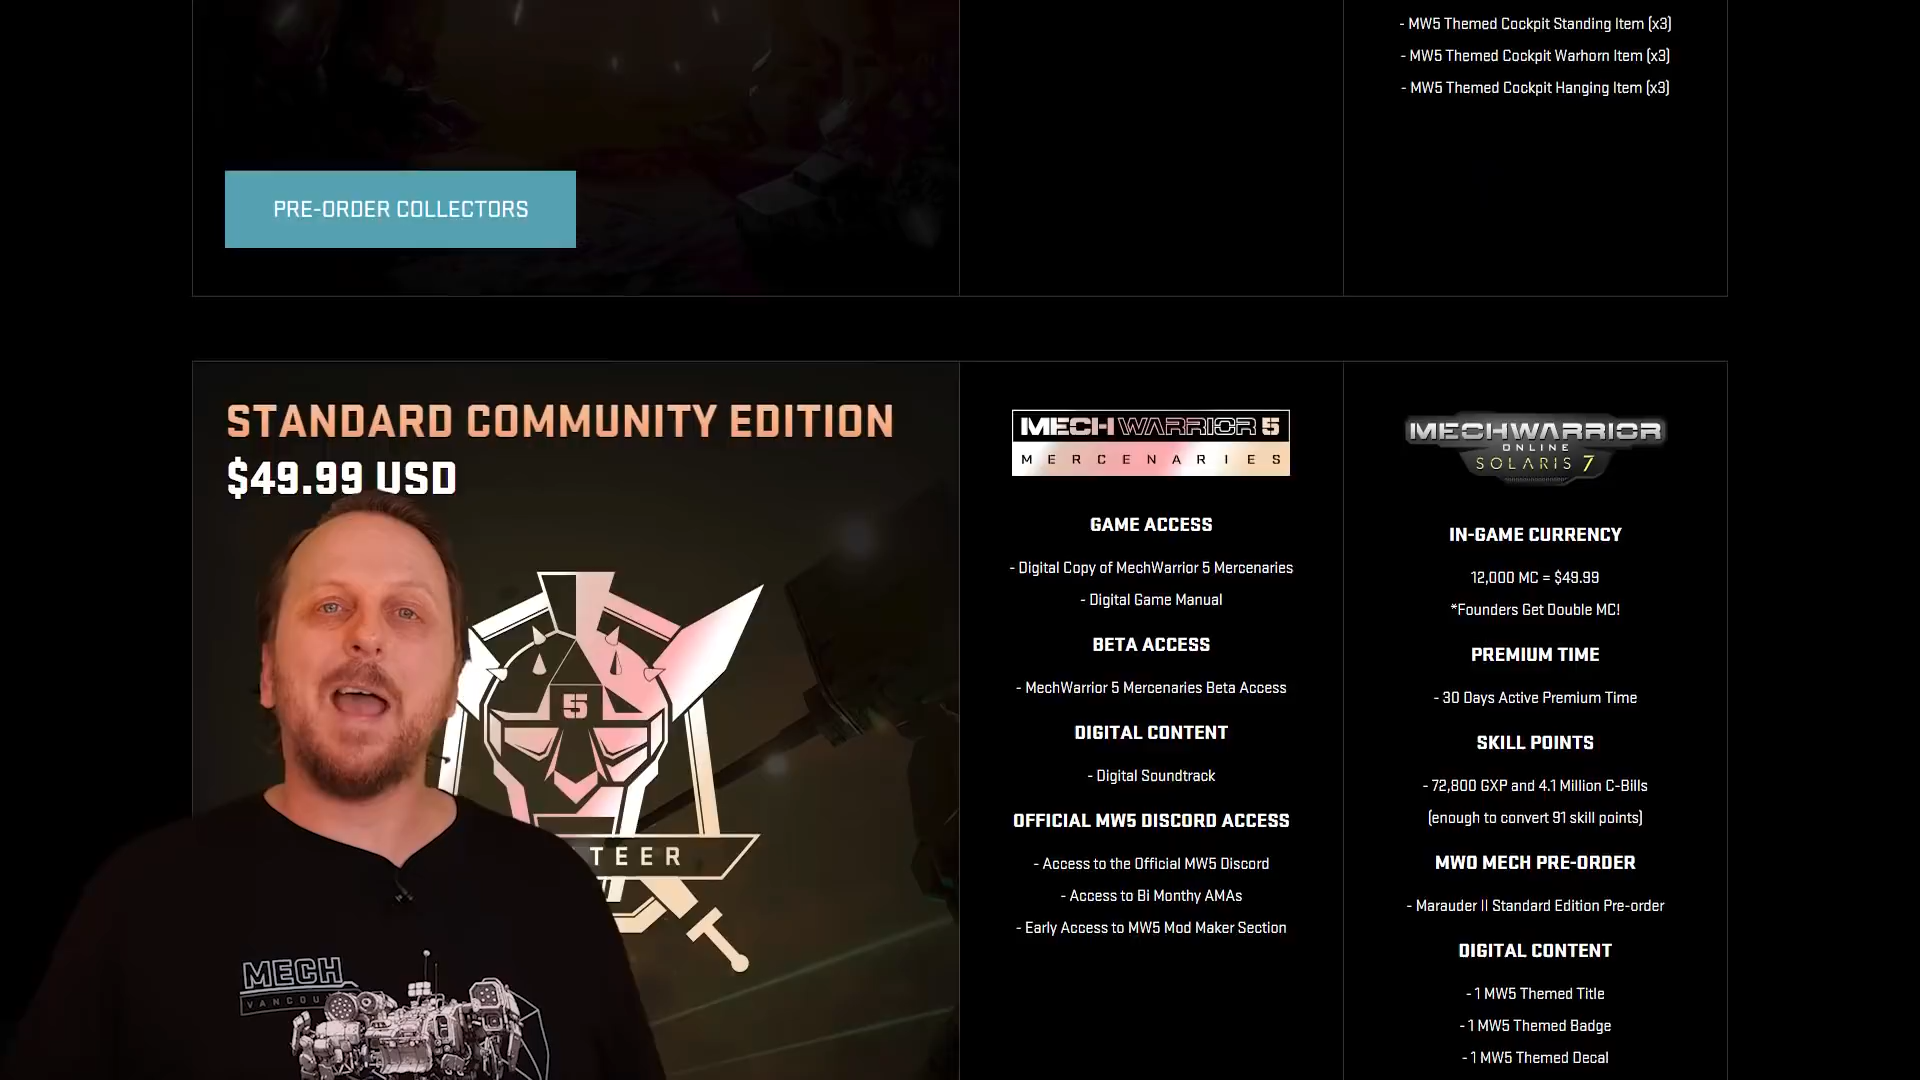 - MW5 Themed Cockpit Standing Item (x3)
- MW5 Themed Cockpit Warhorn Item (x3)
- MW5 Themed Cockpit Hanging Item (x3)
PRE-ORDER COLLECTORS
STANDARD COMMUNITY EDITION
$49.99 USD
5
TEER
MECH
VANCOU
MECHWARRIOR 5
MERCENARIES
GAME ACCESS
- Digital Copy of MechWarrior 5 Mercenaries
- Digital Game Manual
BETA ACCESS
- MechWarrior 5 Mercenaries Beta Access
DIGITAL CONTENT
- Digital Soundtrack
OFFICIAL MW5 DISCORD ACCESS
- Access to the Official MW5 Discord
- Access to Bi Monthy AMAs
- Early Access to MW5 Mod Maker Section
MECHWARRIOR
ONLINE
SOLARIS 7
IN-GAME CURRENCY
12,000 MC = $49.99
*Founders Get Double MC!
PREMIUM TIME
- 30 Days Active Premium Time
SKILL POINTS
- 72,800 GXP and 4.1 Million C-Bills
(enough to convert 91 skill points)
MWO MECH PRE-ORDER
- Marauder II Standard Edition Pre-order
DIGITAL CONTENT
- 1 MW5 Themed Title
- 1 MW5 Themed Badge
- 1 MW5 Themed Decal